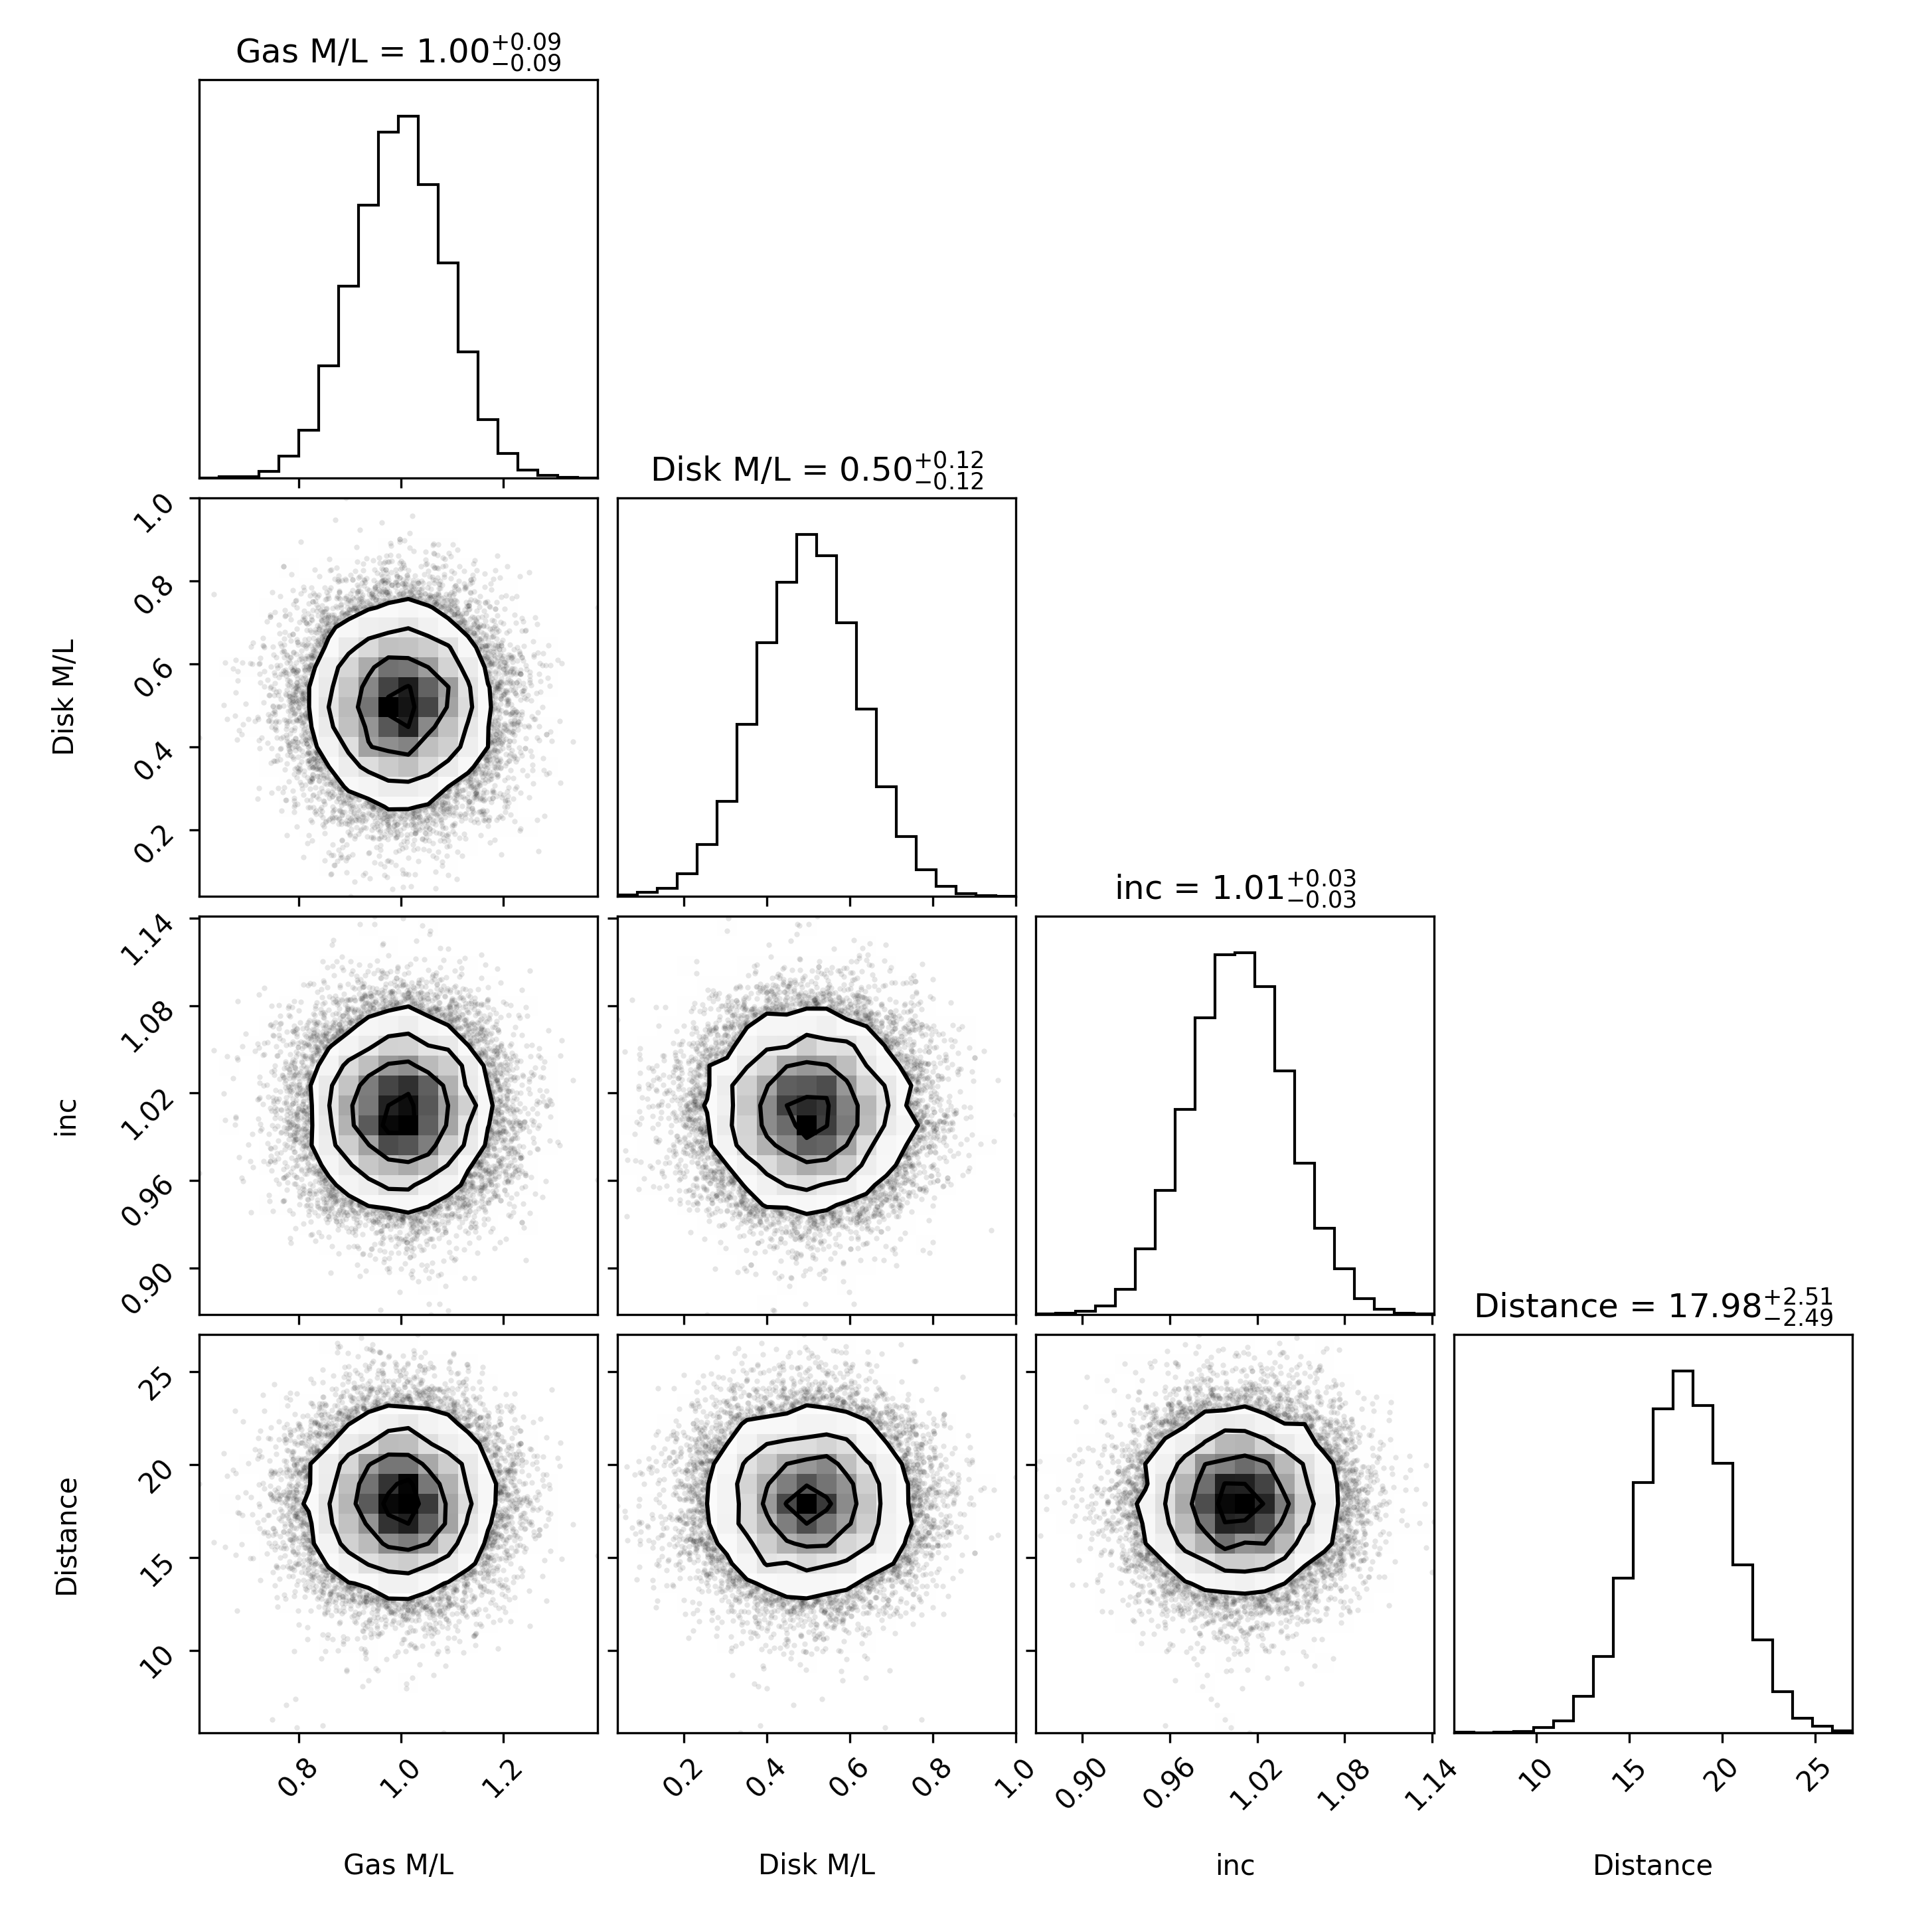 Gas M/L = 1.00+0.09−0.09
Disk M/L = 0.50+0.12−0.12
1.0
0.8
0.6
0.4
0.2
Disk M/L
inc = 1.01+0.03−0.03
1.14
1.08
1.02
0.96
0.90
inc
Distance = 17.98+2.51−2.49
25
20
15
10
Distance
0.8 1.0 1.2 0.2 0.4 0.6 0.8 1.0 0.90 0.96 1.02 1.08 1.14 10 15 20 25
Gas M/L Disk M/L inc Distance